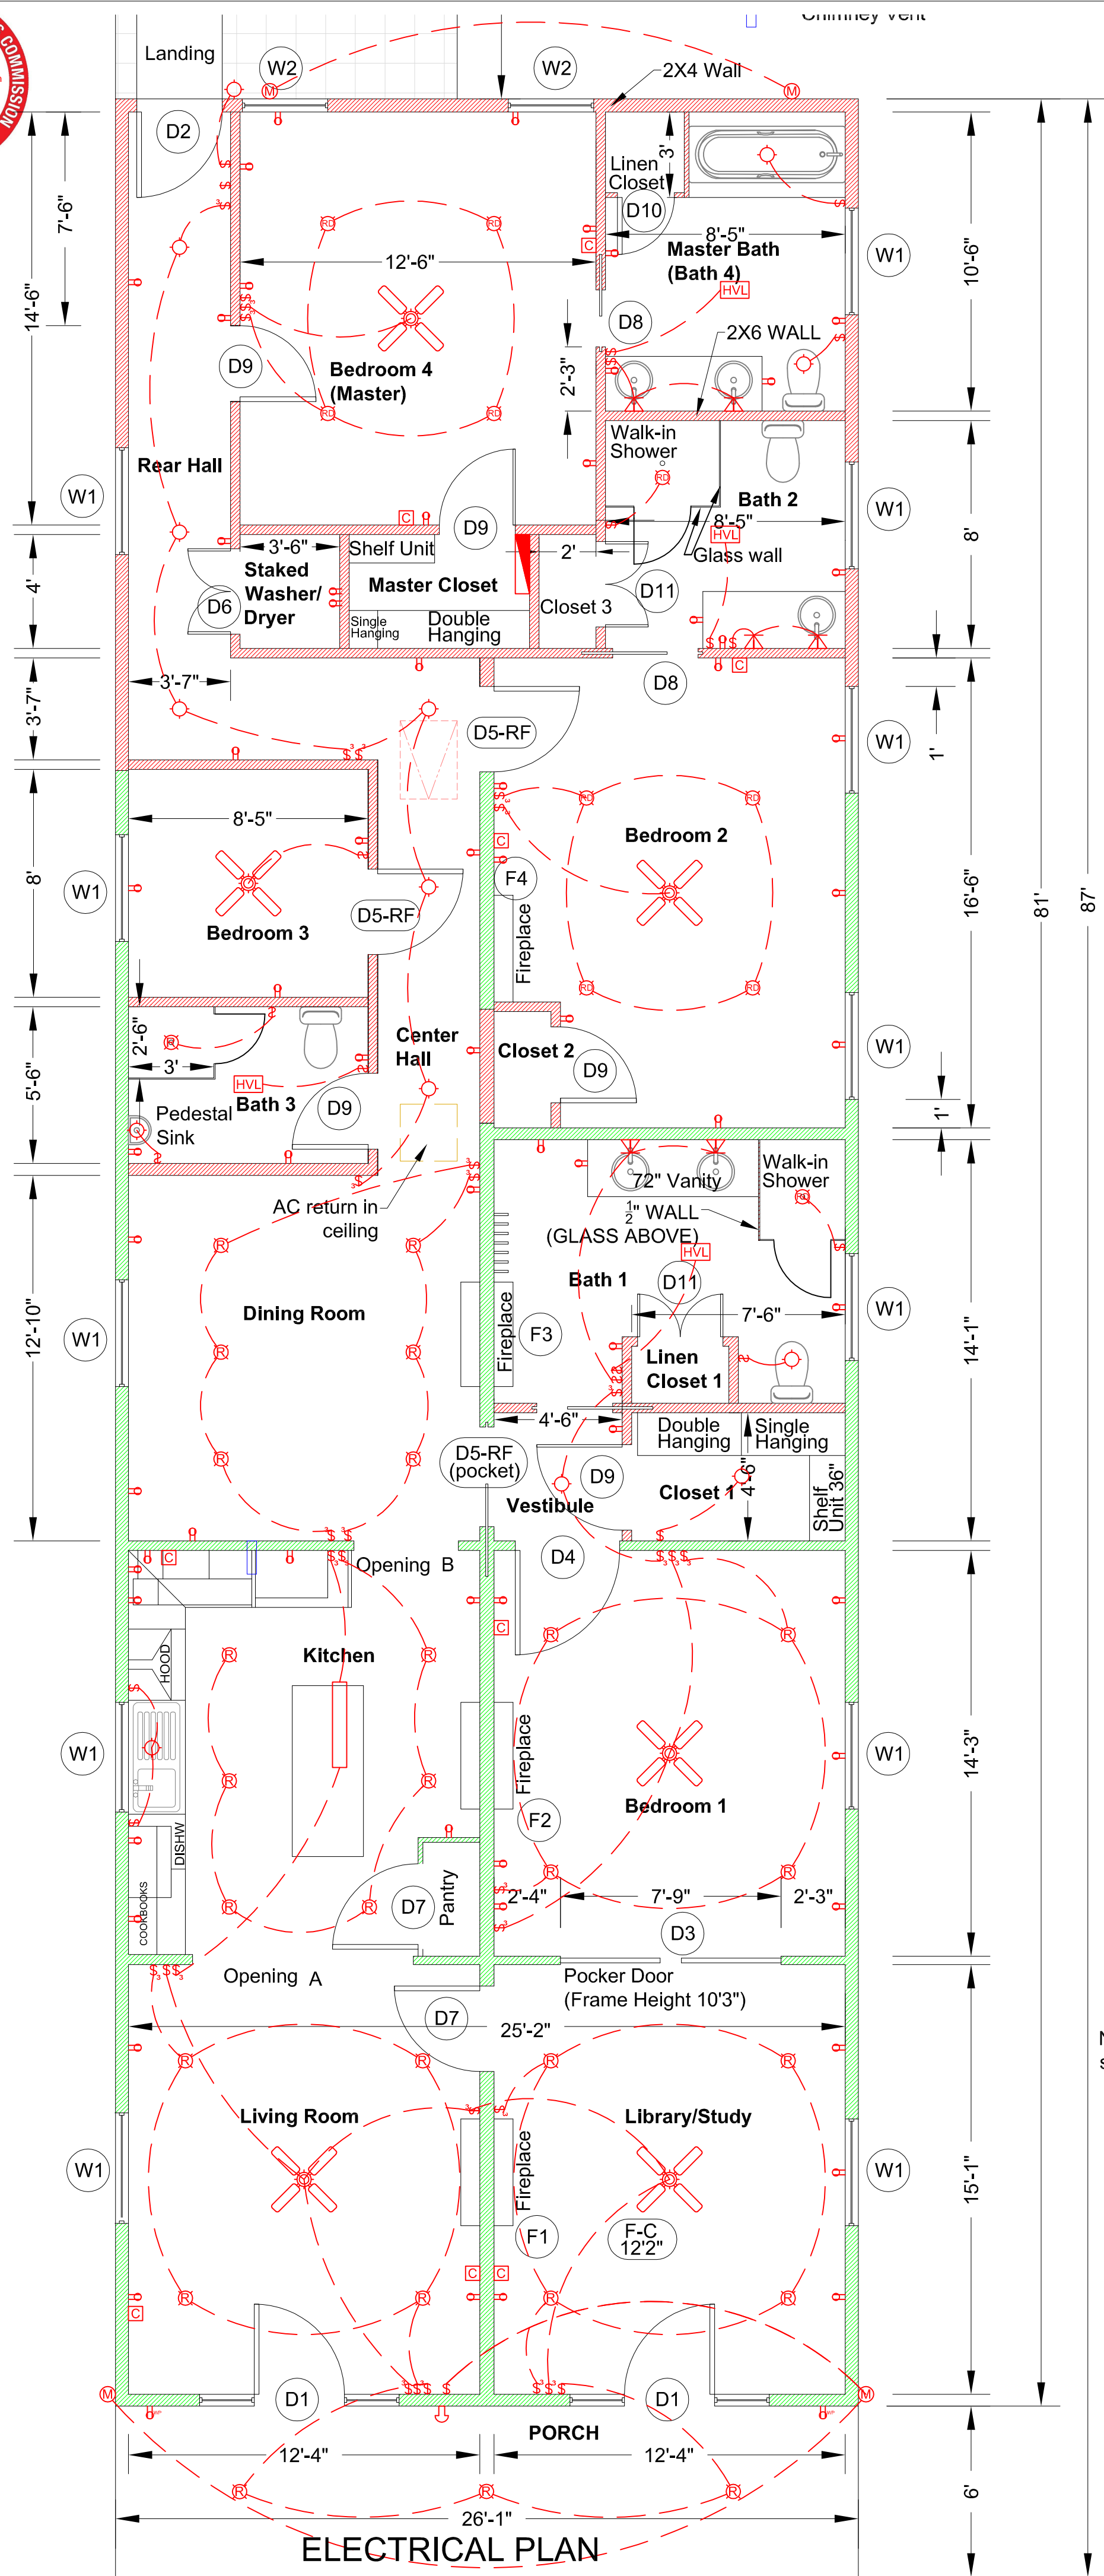 Chimney Vent
COMMISSION
Landing
W2
W2
2X4 Wall
M
M
D2
Linen
Closet
3'
D10
8'-5"
Master Bath
(Bath 4)
W1
10'-6"
7'-6"
14'-6"
81'
87'
RD
RD
12'-6"
C
HVL
D8
2X6 WALL
D9
Bedroom 4
(Master)
2'-3"
RD
RD
Walk-in
Shower
Rear Hall
RD
Bath 2
W1
W1
C
D9
8'-5"
HVL
Glass wall
8'
3'-6"
Shelf Unit
2'
Staked
Washer/
Dryer
Master Closet
D11
4'
D6
Closet 3
Single
Hanging
Double
Hanging
C
3'-7"
3'-7"
D8
D5-RF
W1
1'
RD
RD
8'-5"
C
Bedroom 2
8'
W1
F4
16'-6"
D5-RF
Bedroom 3
Fireplace
RD
RD
2'-6"
R
3'
Center
Hall
Closet 2
W1
5'-6"
HVL
Bath 3
D9
D9
Pedestal
Sink
1'
Walk-in
Shower
72" Vanity
RD
AC return in
ceiling
½" WALL
(GLASS ABOVE)
R
R
HVL
Bath 1
D11
Dining Room
7'-6"
W1
12'-10"
W1
Fireplace
F3
14'-1"
R
R
Linen
Closet 1
4'-6"
Double
Hanging
Single
Hanging
R
R
D5-RF
(pocket)
D9
Closet 1
4'-6"
Shelf
Unit 36"
Vestibule
C
Opening B
D4
C
R
R
Kitchen
R
R
HOOD
W1
Fireplace
W1
14'-3"
R
R
Bedroom 1
F2
DISHW
R
R
COOKBOOKS
R
R
D7
Pantry
2'-4"
7'-9"
2'-3"
D3
Opening A
Pocker Door
(Frame Height 10'3")
D7
25'-2"
R
R
R
R
Living Room
Library/Study
W1
Fireplace
W1
15'-1"
F1
F-C
12'2"
C
C
C
R
R
R
R
M
D1
D1
M
PORCH
12'-4"
12'-4"
R
R
R
6'
26'-1"
ELECTRICAL PLAN